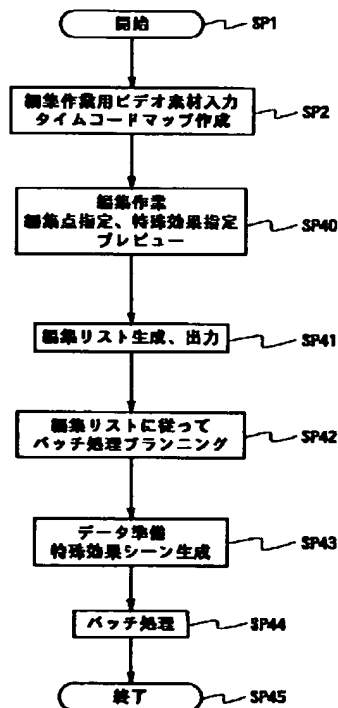 開始
SP1
編集作業用ビデオ素材入力
タイムコードマップ作成
SP2
編集作業
編集点指定、特殊効果指定
プレビュー
SP40
編集リスト生成、出力
SP41
編集リストに従って
バッチ処理プランニング
SP42
データ準備
特殊効果シーン生成
SP43
バッチ処理
SP44
終了
SP45